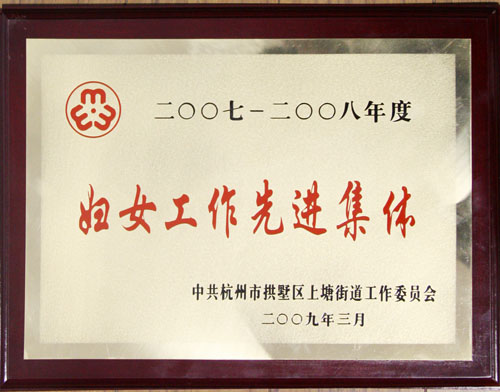 二〇〇七－二〇〇八年度
妇女工作先进集体
中共杭州市拱墅区上塘街道工作委员会
二〇〇九年三月